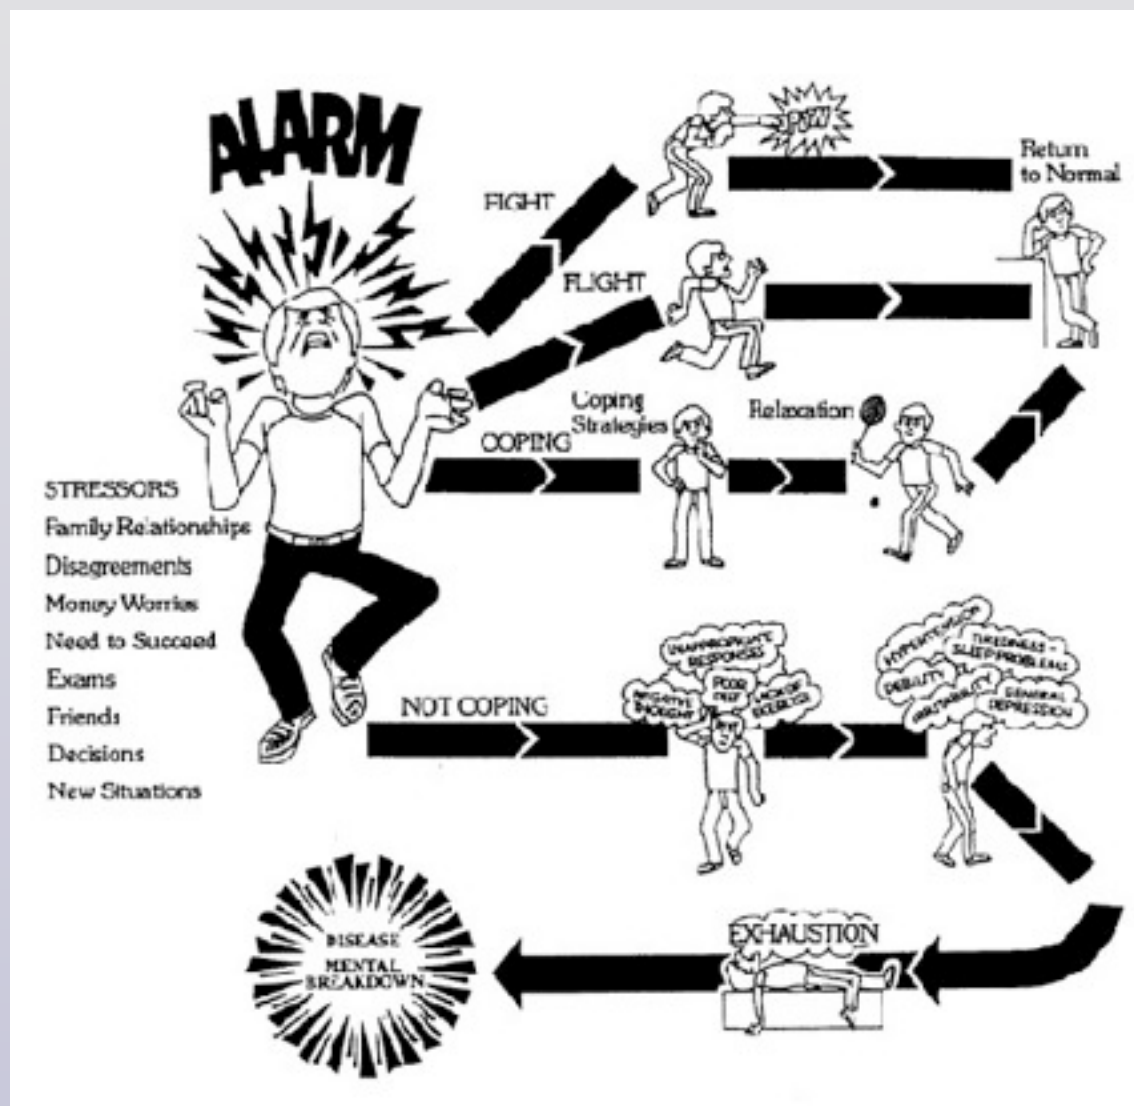 ALARM
FIGHT
POW
Return
to Normal
FLIGHT
Coping
Strategies
COPING
Relaxation
STRESSORS
Family Relationships
Disagreements
Money Worries
Need to Succeed
Exams
Friends
Decisions
New Situations
NOT COPING
INAPPROPRIATE
RESPONSES
NEGATIVE
THOUGHT
POOR
DIET
LACK OF
EXERCISE
HYPERTENSION
TIREDNESS -
SLEEP PROBLEMS
DEBILITY
IRRITABILITY
GENERAL
DEPRESSION
EXHAUSTION
DISEASE
MENTAL
BREAKDOWN